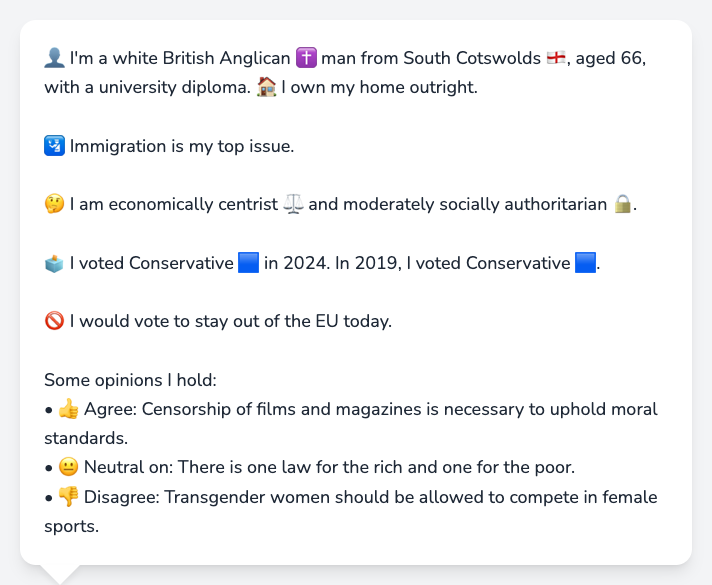 👤 I'm a white British Anglican ✝️ man from South Cotswolds 🏴󠁧󠁢󠁥󠁮󠁧󠁿, aged 66,
with a university diploma. 🏠 I own my home outright.
🛂 Immigration is my top issue.
🤔 I am economically centrist ⚖️ and moderately socially authoritarian 🔒.
🗳️ I voted Conservative 🟦 in 2024. In 2019, I voted Conservative 🟦.
🚫 I would vote to stay out of the EU today.
Some opinions I hold:
• 👍 Agree: Censorship of films and magazines is necessary to uphold moral
standards.
• 😐 Neutral on: There is one law for the rich and one for the poor.
• 👎 Disagree: Transgender women should be allowed to compete in female
sports.